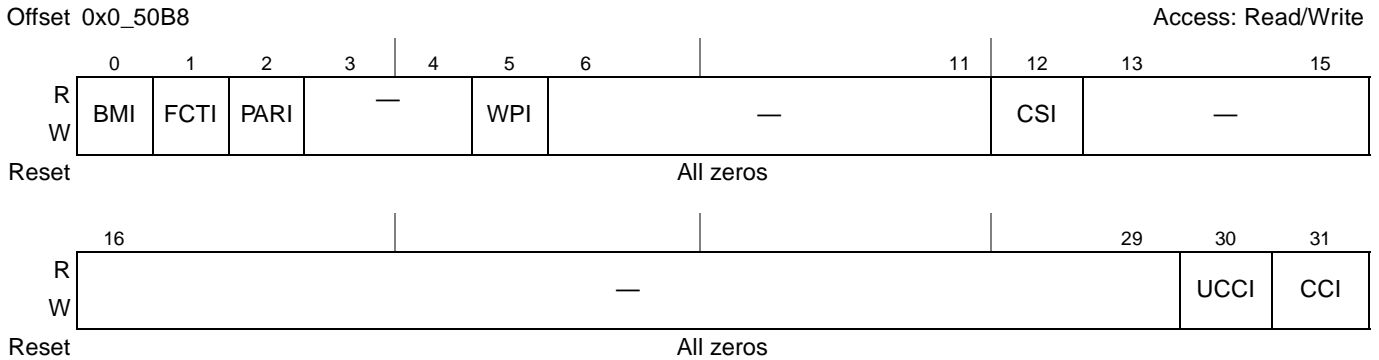 Offset 0x0_50B8 Access: Read/Write
0 1 2 3 4 5 6 11 12 13 15
R
BMI FCTI PARI — WPI — CSI —
W
Reset All zeros
16 29 30 31
R
— UCCI CCI
W
Reset All zeros